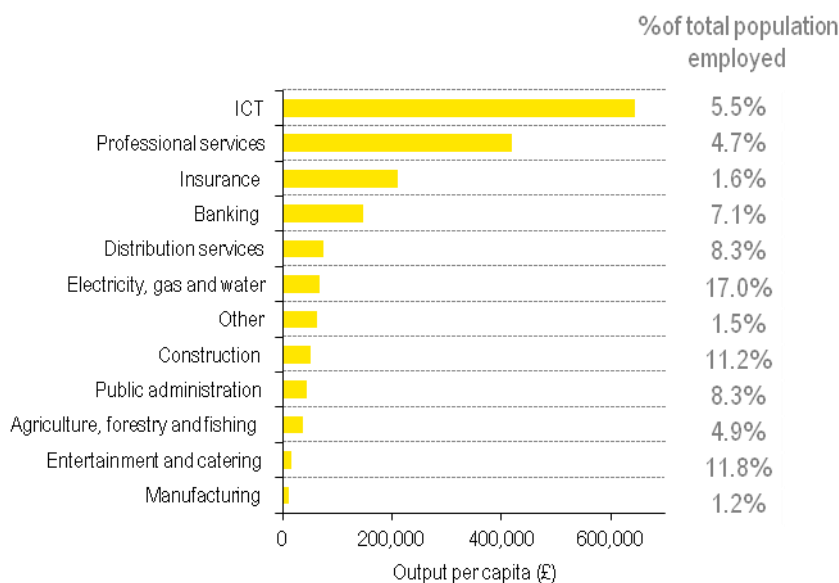 %of total population
employed
ICT 5.5%
Professional services 4.7%
Insurance 1.6%
Banking 7.1%
Distribution services 8.3%
Electricity, gas and water 17.0%
Other 1.5%
Construction 11.2%
Public administration 8.3%
Agriculture, forestry and fishing 4.9%
Entertainment and catering 11.8%
Manufacturing 1.2%
0 200,000 400,000 600,000
Output per capita (£)